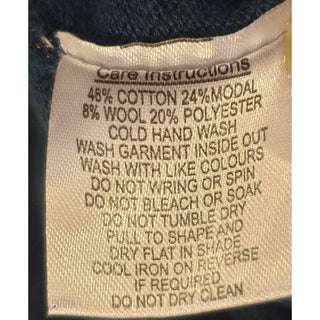 Care Instructions
48% COTTON 24% MODAL
8% WOOL 20% POLYESTER
COLD HAND WASH
WASH GARMENT INSIDE OUT
WASH WITH LIKE COLOURS
DO NOT WRING OR SPIN
DO NOT BLEACH OR SOAK
DO NOT TUMBLE DRY
PULL TO SHAPE AND
DRY FLAT IN SHADE
COOL IRON ON REVERSE
IF REQUIRED
DO NOT DRY CLEAN